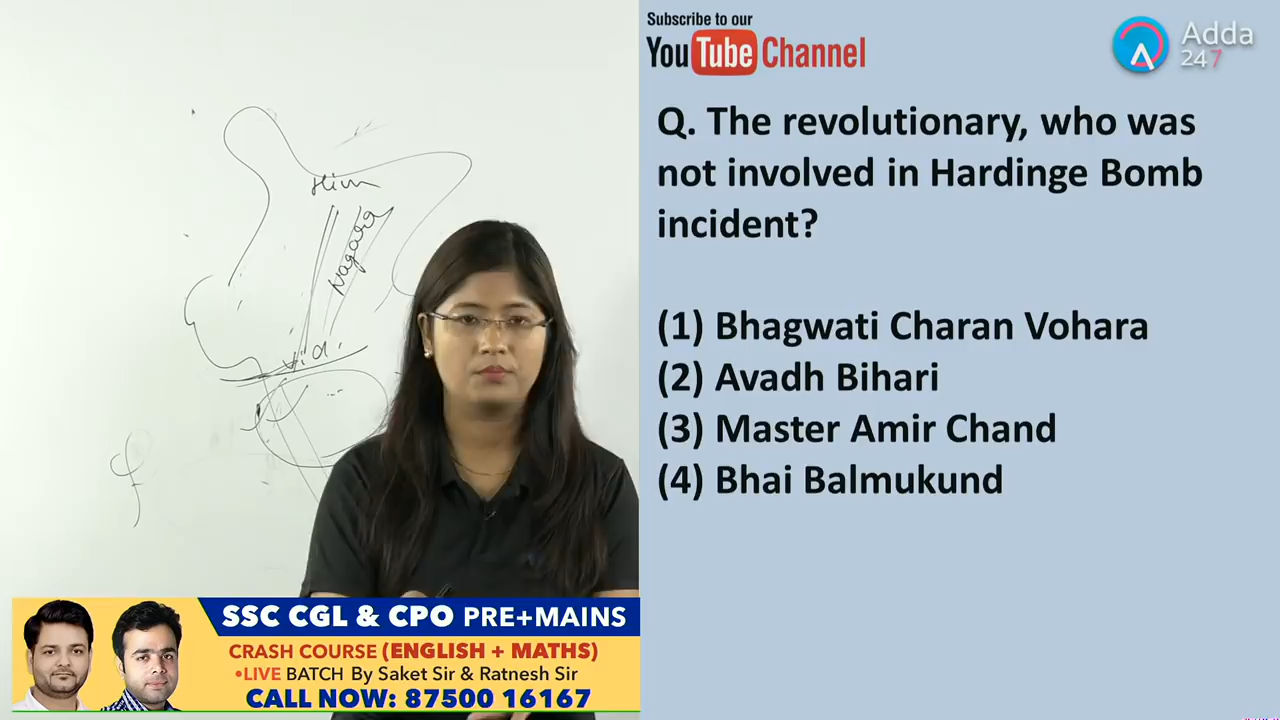 Him
Nagara
Subscribe to our
YouTube Channel
Adda
247
Q. The revolutionary, who was
not involved in Hardinge Bomb
incident?
(1) Bhagwati Charan Vohara
(2) Avadh Bihari
(3) Master Amir Chand
(4) Bhai Balmukund
SSC CGL & CPO PRE+MAINS
CRASH COURSE (ENGLISH + MATHS)
•LIVE BATCH By Saket Sir & Ratnesh Sir
CALL NOW: 87500 16167